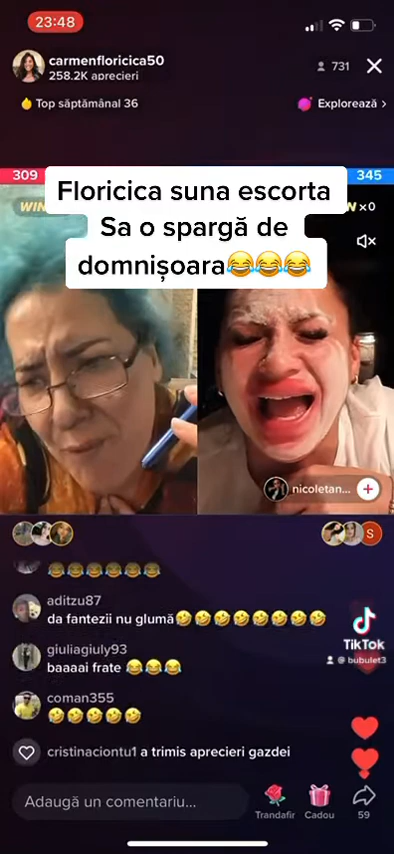 23:48
carmenfloricica50
258.2K aprecieri
731
Top săptămânal 36
Explorează >
309
345
WIN
N x0
Floricica suna escorta
Sa o spargă de
domnișoara😂😂😂
nicoletan...
S
😂😂😂😂😂😂
aditzu87
da fantezii nu glumă🤣🤣🤣🤣🤣🤣🤣🤣
giuliagiuly93
baaaai frate 😂😂😂
coman355
🤣🤣🤣🤣🤣
TikTok
@bubulet3
cristinaciontu1 a trimis aprecieri gazdei
Adaugă un comentariu...
Trandafir
Cadou
59